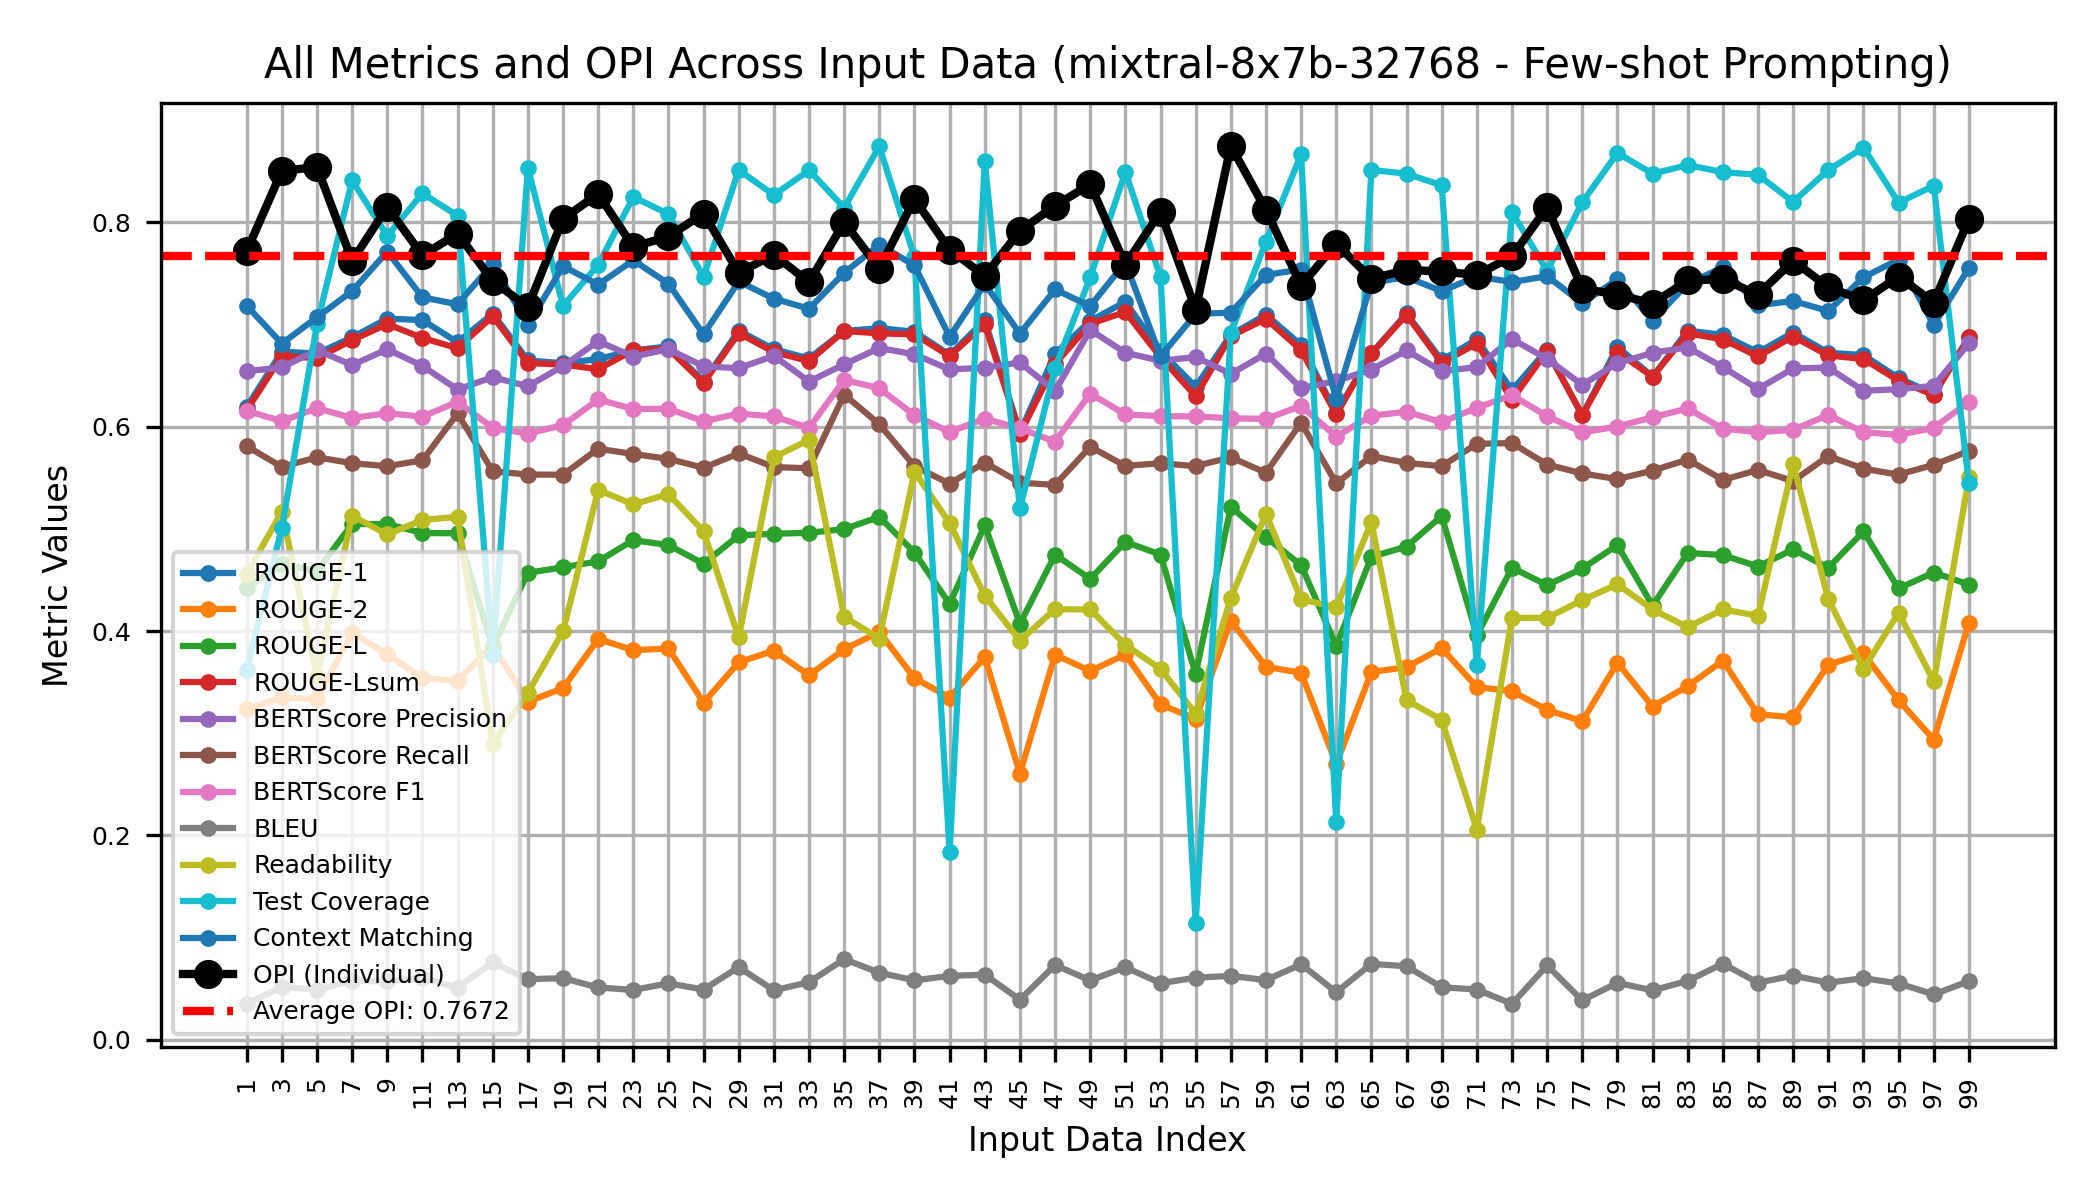 All Metrics and OPI Across Input Data (mixtral-8x7b-32768 - Few-shot Prompting)
Metric Values
0.8
0.6
0.4
0.2
0.0
ROUGE-1
ROUGE-2
ROUGE-L
ROUGE-Lsum
BERTScore Precision
BERTScore Recall
BERTScore F1
BLEU
Readability
Test Coverage
Context Matching
OPI (Individual)
Average OPI: 0.7672
1 3 5 7 9 11 13 15 17 19 21 23 25 27 29 31 33 35 37 39 41 43 45 47 49 51 53 55 57 59 61 63 65 67 69 71 73 75 77 79 81 83 85 87 89 91 93 95 97 99
Input Data Index